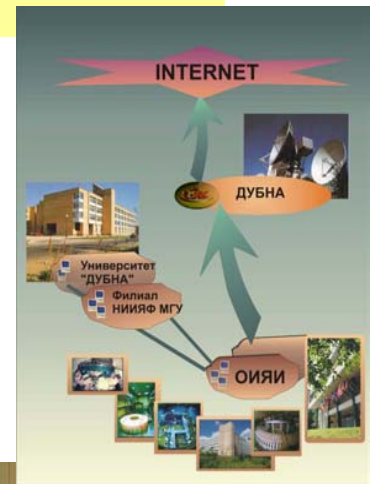 INTERNET
ДУБНА
Университет
"ДУБНА"
Филиал
НИИЯФ МГУ
ОИЯИ